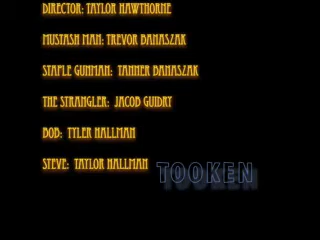 DIRECTOR: TAYLOR HAWTHORNE
MUSTASH MAN: TREVOR BANASZAK
STAPLE GUNMAN: TANNER BANASZAK
THE STRANGLER: JACOB GUIDRY
BOB: TYLER HALLMAN
STEVE: TAYLOR HALLMAN
TOOKEN